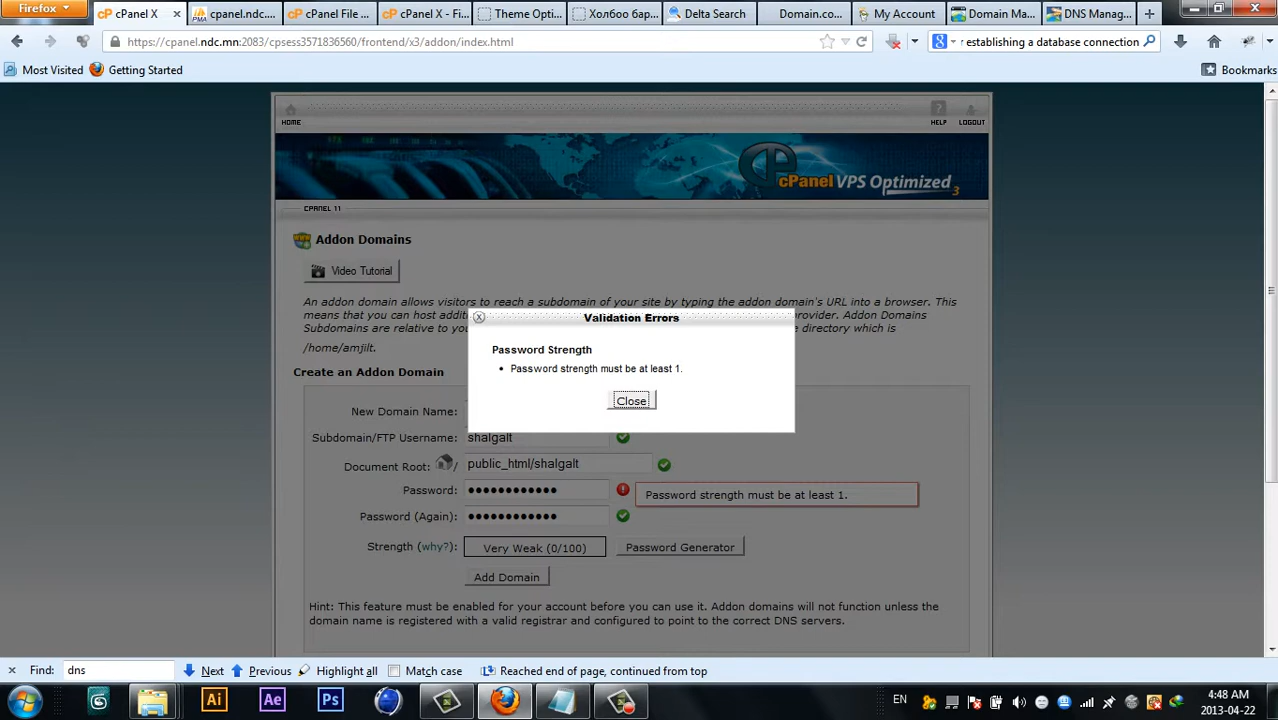 Firefox
cP cPanel X
cpanel.ndc....
cPanel File ...
cPanel X - Fi...
Theme Opti...
Холбоо бар...
Delta Search
Domain.co...
My Account
Domain Ma...
DNS Manag...
https://cpanel.ndc.mn:2083/cpsess3571836560/frontend/x3/addon/index.html
r establishing a database connection
Most Visited
Getting Started
Bookmarks
HOME
HELP
LOGOUT
cPanel VPS Optimized 3
CPANEL 11
Addon Domains
Video Tutorial
An addon domain allows visitors to reach a subdomain of your site by typing the addon domain's URL into a browser. This
means that you can host addi
provider. Addon Domains
Subdomains are relative to yo
e directory which is
/home/amjilt.
Validation Errors
Password Strength
• Password strength must be at least 1.
Close
Create an Addon Domain
New Domain Name:
Subdomain/FTP Username: shalgalt
Document Root: / public_html/shalgalt
Password: ••••••••••••
Password strength must be at least 1.
Password (Again): ••••••••••••
Strength (why?): Very Weak (0/100)
Password Generator
Add Domain
Hint: This feature must be enabled for your account before you can use it. Addon domains will not function unless the
domain name is registered with a valid registrar and configured to point to the correct DNS servers.
Find: dns
Next
Previous
Highlight all
Match case
Reached end of page, continued from top
Ai
Ae
Ps
EN
4:48 AM
2013-04-22